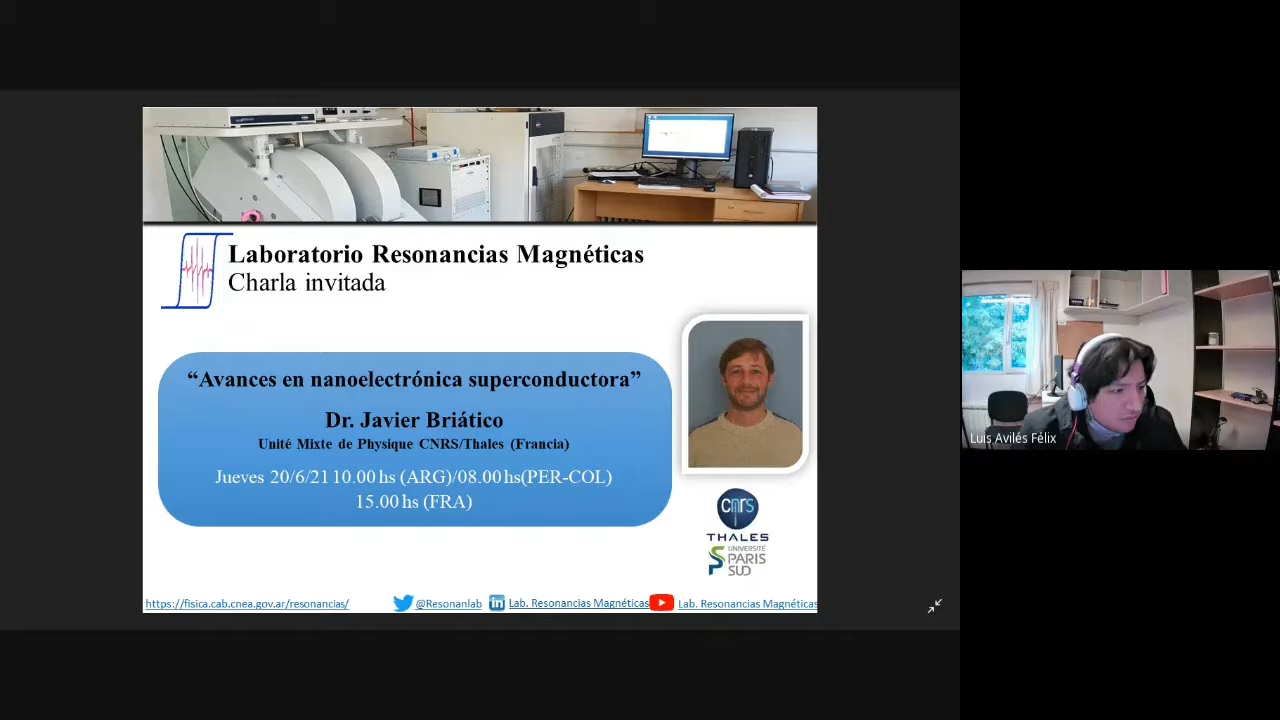 Laboratorio Resonancias Magnéticas
Charla invitada
“Avances en nanoelectrónica superconductora”
Dr. Javier Briático
Unité Mixte de Physique CNRS/Thales (Francia)
Jueves 20/6/21 10.00 hs (ARG)/08.00 hs(PER-COL)
15.00 hs (FRA)
cnrs
THALES
UNIVERSITÉ
PARIS
SUD
https://fisica.cab.cnea.gov.ar/resonancias/
@Resonanlab
in
Lab. Resonancias Magnéticas
Lab. Resonancias Magnéticas
Luis Avilés Félix